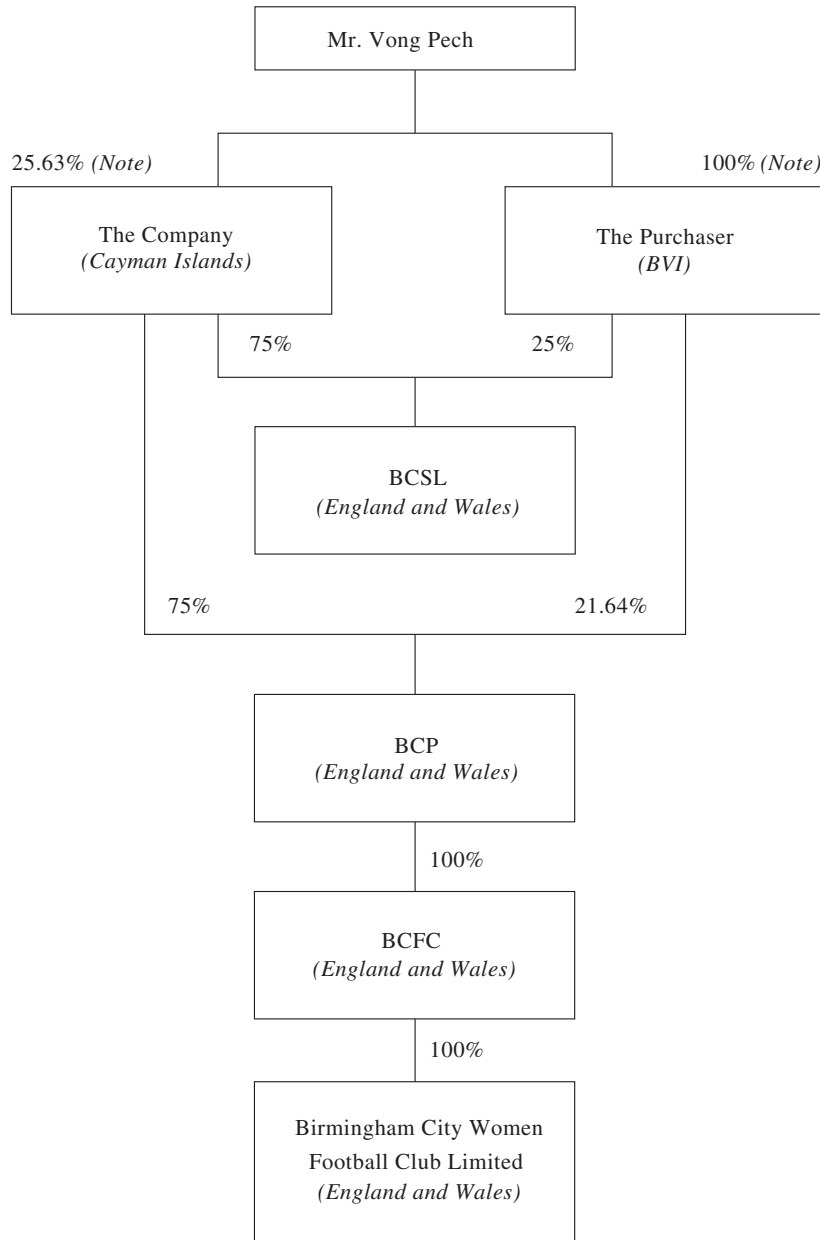 Mr. Vong Pech
25.63% (Note)
100% (Note)
The Company
(Cayman Islands)
The Purchaser
(BVI)
75%
25%
BCSL
(England and Wales)
75%
21.64%
BCP
(England and Wales)
100%
BCFC
(England and Wales)
100%
Birmingham City Women
Football Club Limited
(England and Wales)